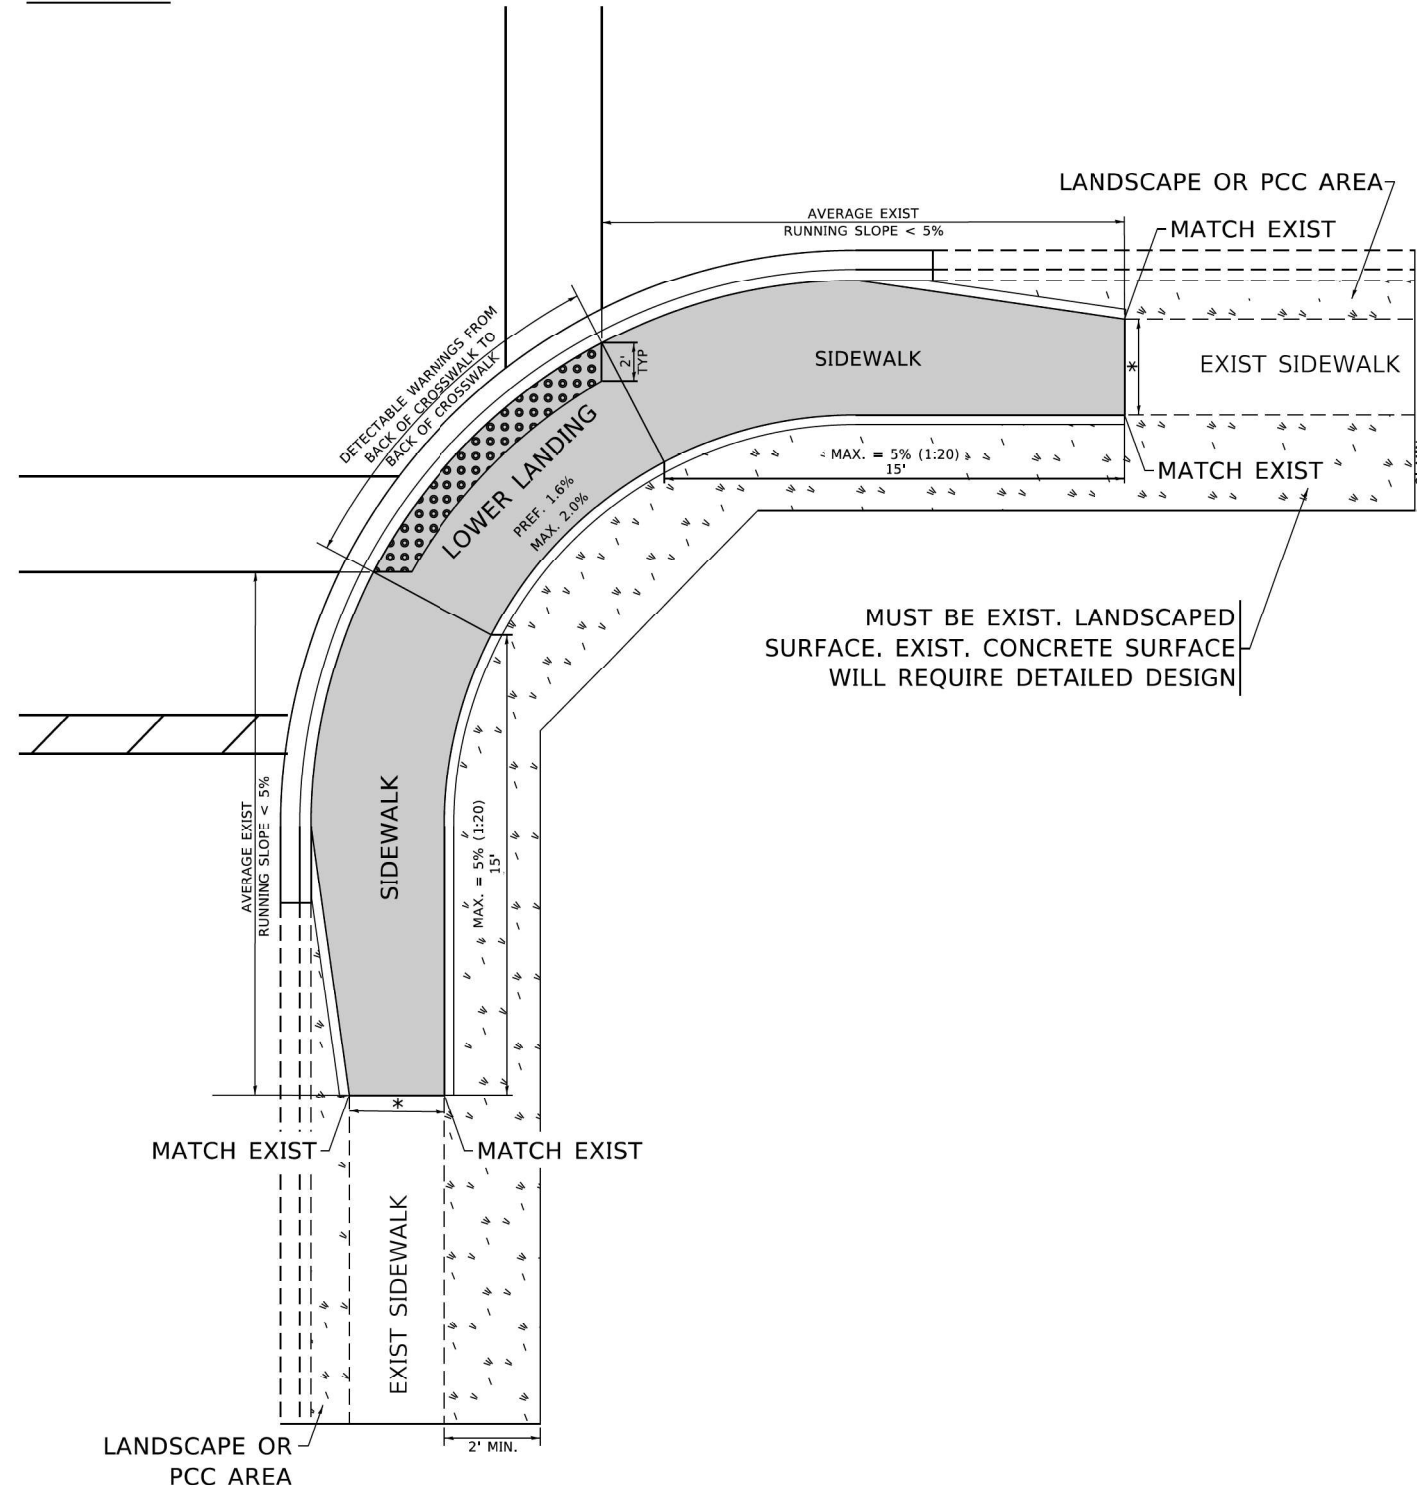 LANDSCAPE OR PCC AREA
AVERAGE EXIST
RUNNING SLOPE < 5%
MATCH EXIST
DETECTABLE WARNINGS FROM
BACK OF CROSSWALK TO
BACK OF CROSSWALK
2'
TYP
SIDEWALK
*
EXIST SIDEWALK
LOWER LANDING
PREF. 1.6%
MAX. 2.0%
MAX. = 5% (1:20)
15'
MATCH EXIST
MUST BE EXIST. LANDSCAPED
SURFACE. EXIST. CONCRETE SURFACE
WILL REQUIRE DETAILED DESIGN
AVERAGE EXIST
RUNNING SLOPE < 5%
SIDEWALK
MAX. = 5% (1:20)
15'
*
MATCH EXIST
MATCH EXIST
EXIST SIDEWALK
LANDSCAPE OR
PCC AREA
2' MIN.